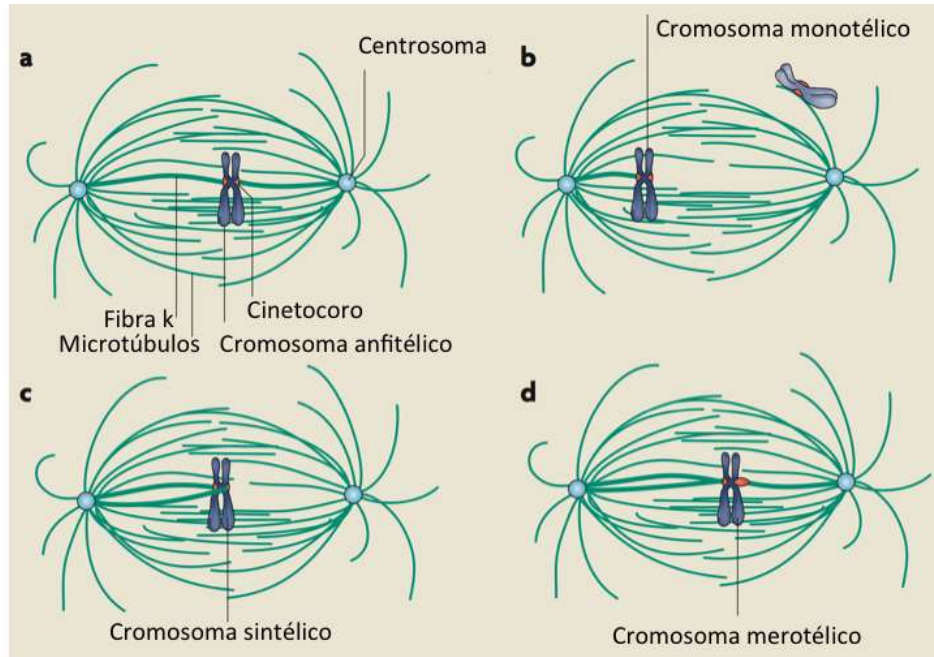 a
Centrosoma
Fibra k
Microtúbulos
Cinetocoro
Cromosoma anfitélico
b
Cromosoma monotélico
c
Cromosoma sintélico
d
Cromosoma merotélico